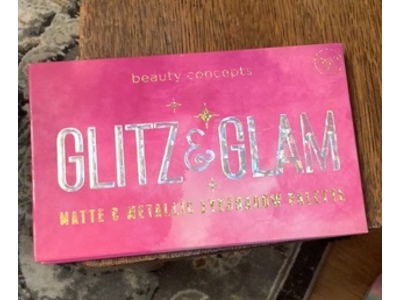 beauty concepts
GLITZ & GLAM
MATTE & METALLIC EYESHADOW PALETTE